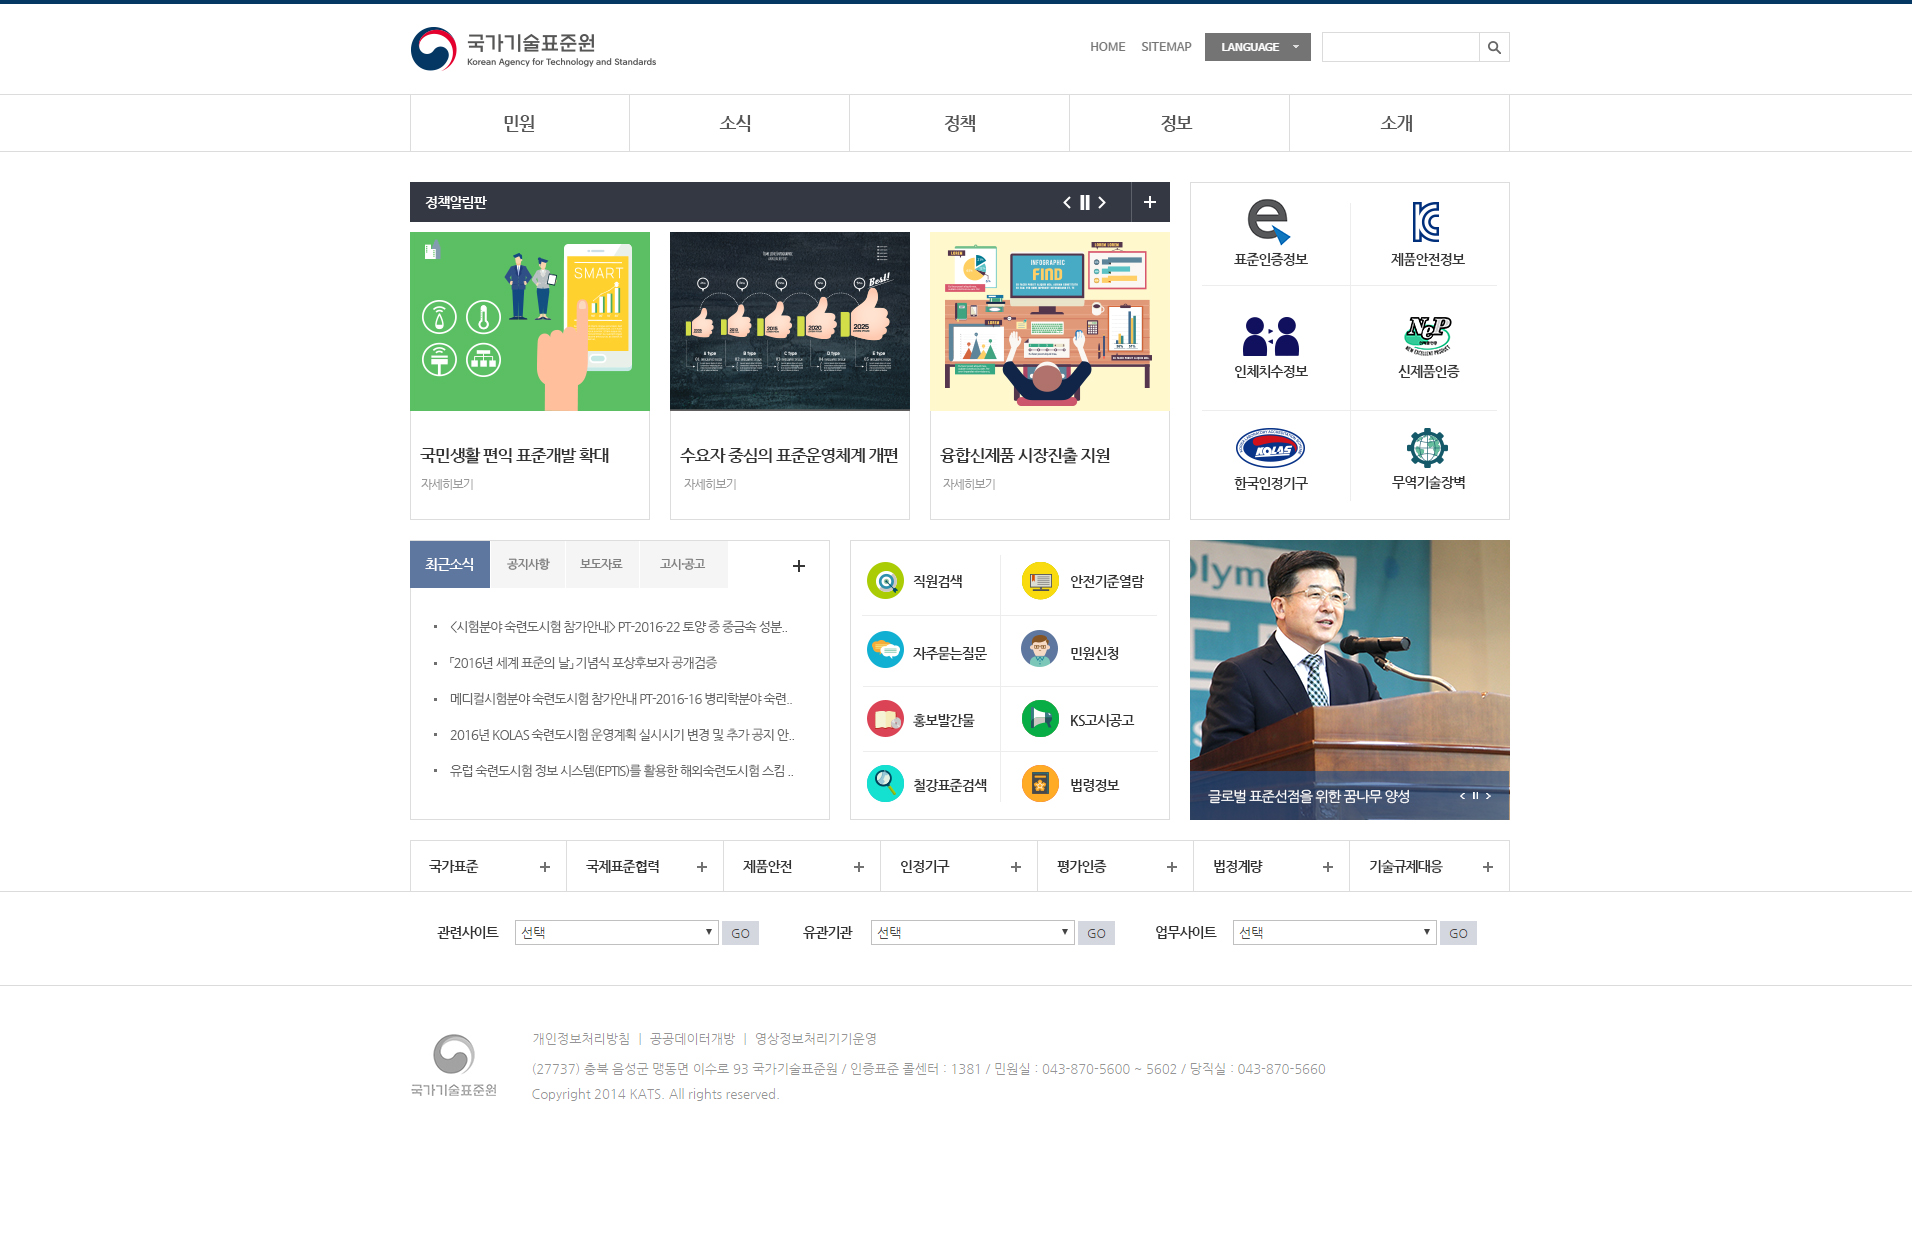 국가기술표준원
Korean Agency for Technology and Standards
HOME SITEMAP LANGUAGE
민원 소식 정책 정보 소개
정책알림판
SMART
Best!!
2015
2020
2025
A type B type C type D type E type
LOREM LOREM
LOREM
INFOGRAPHIC
FIND
LOREM
국민생활 편익 표준개발 확대
자세히보기
수요자 중심의 표준운영체계 개편
자세히보기
융합신제품 시장진출 지원
자세히보기
표준인증정보
제품안전정보
인체치수정보
NeP
NEW EXCELLENT PRODUCT
신제품인증
KOLAS
한국인정기구
무역기술장벽
최근소식 공지사항 보도자료 고시·공고
<시험분야 숙련도시험 참가안내> PT-2016-22 토양 중 중금속 성분..
「2016년 세계 표준의 날」 기념식 포상후보자 공개검증
메디컬시험분야 숙련도시험 참가안내 PT-2016-16 병리학분야 숙련..
2016년 KOLAS 숙련도시험 운영계획 실시시기 변경 및 추가 공지 안..
유럽 숙련도시험 정보 시스템(EPTIS)를 활용한 해외숙련도시험 스킴 ..
직원검색 안전기준열람
자주묻는질문 민원신청
홍보발간물 KS고시공고
철강표준검색 법령정보
Olym
글로벌 표준선점을 위한 꿈나무 양성
국가표준 국제표준협력 제품안전 인정기구 평가인증 법정계량 기술규제대응
관련사이트 선택 GO 유관기관 선택 GO 업무사이트 선택 GO
개인정보처리방침 | 공공데이터개방 | 영상정보처리기기운영
(27737) 충북 음성군 맹동면 이수로 93 국가기술표준원 / 인증표준 콜센터 : 1381 / 민원실 : 043-870-5600 ~ 5602 / 당직실 : 043-870-5660
Copyright 2014 KATS. All rights reserved.
국가기술표준원